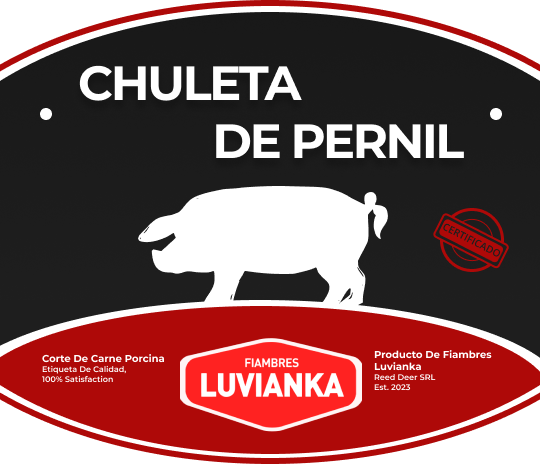 CHULETA
DE PERNIL
CERTIFICADO
Corte De Carne Porcina
Etiqueta De Calidad,
100% Satisfaction
FIAMBRES
LUVIANKA
Producto De Fiambres
Luvianka
Reed Deer SRL
Est. 2023